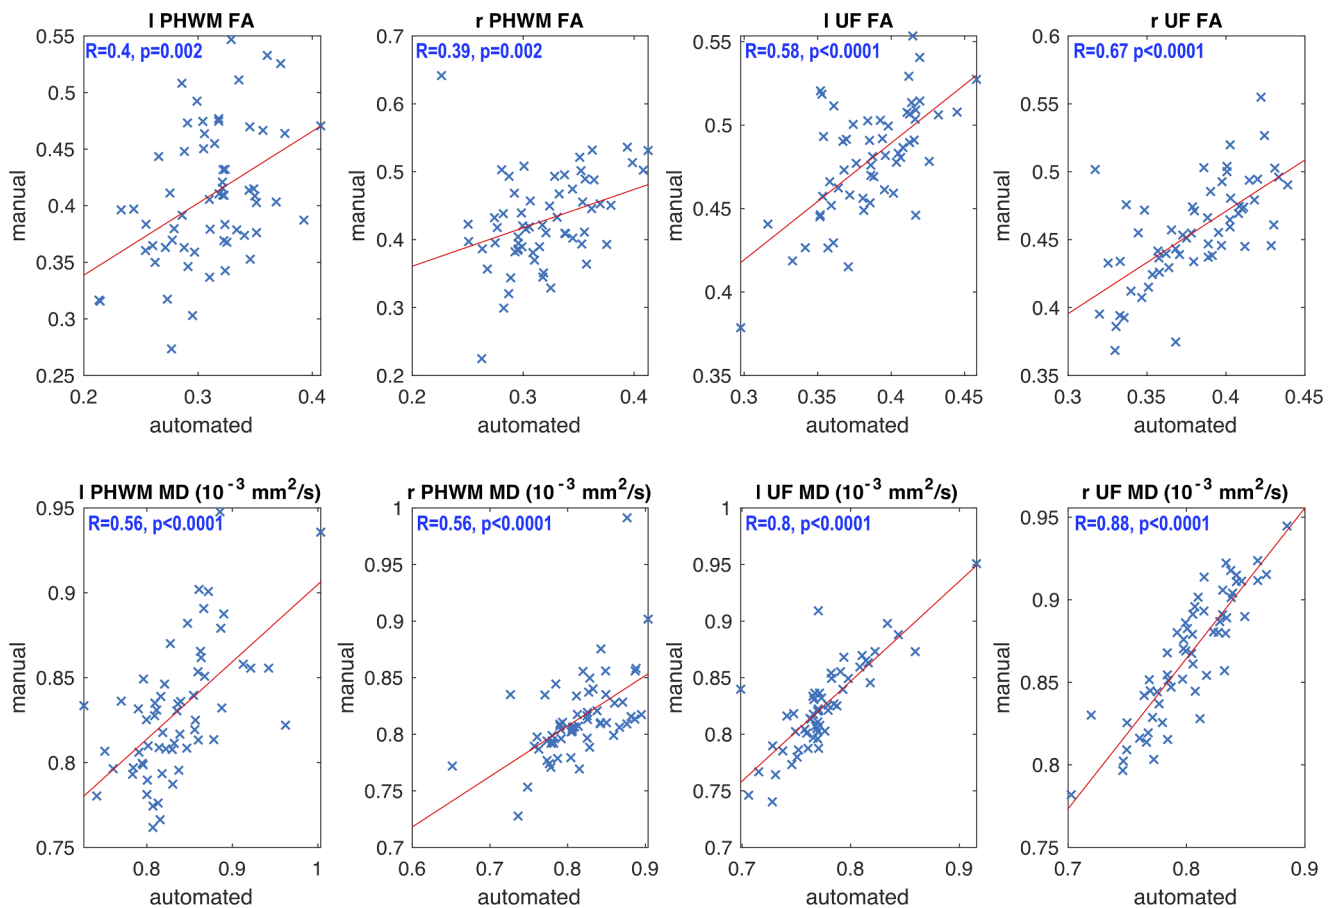 l PHWM FA
R=0.4, p=0.002
0.55
0.5
0.45
0.4
0.35
0.3
0.25
manual
0.2 0.3 0.4
automated
r PHWM FA
R=0.39, p=0.002
0.7
0.6
0.5
0.4
0.3
0.2
manual
0.2 0.3 0.4
automated
l UF FA
R=0.58, p<0.0001
0.55
0.5
0.45
0.4
0.35
manual
0.3 0.35 0.4 0.45
automated
r UF FA
R=0.67 p<0.0001
0.6
0.55
0.5
0.45
0.4
0.35
manual
0.3 0.35 0.4 0.45
automated
l PHWM MD (10⁻³ mm²/s)
R=0.56, p<0.0001
0.95
0.9
0.85
0.8
0.75
manual
0.8 0.9 1
automated
r PHWM MD (10⁻³ mm²/s)
R=0.56, p<0.0001
1
0.95
0.9
0.85
0.8
0.75
0.7
manual
0.6 0.7 0.8 0.9
automated
l UF MD (10⁻³ mm²/s)
R=0.8, p<0.0001
1
0.95
0.9
0.85
0.8
0.75
0.7
manual
0.7 0.8 0.9
automated
r UF MD (10⁻³ mm²/s)
R=0.88, p<0.0001
0.95
0.9
0.85
0.8
0.75
manual
0.7 0.8 0.9
automated